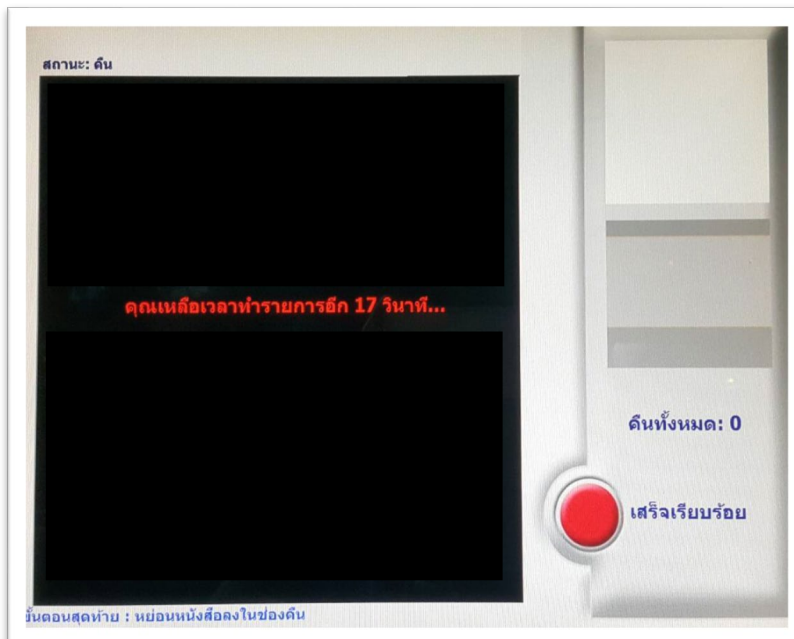 สถานะ: คืน
คุณเหลือเวลาทำรายการอีก 17 วินาที...
คืนทั้งหมด: 0
เสร็จเรียบร้อย
ขั้นตอนสุดท้าย : หย่อนหนังสือลงในช่องคืน